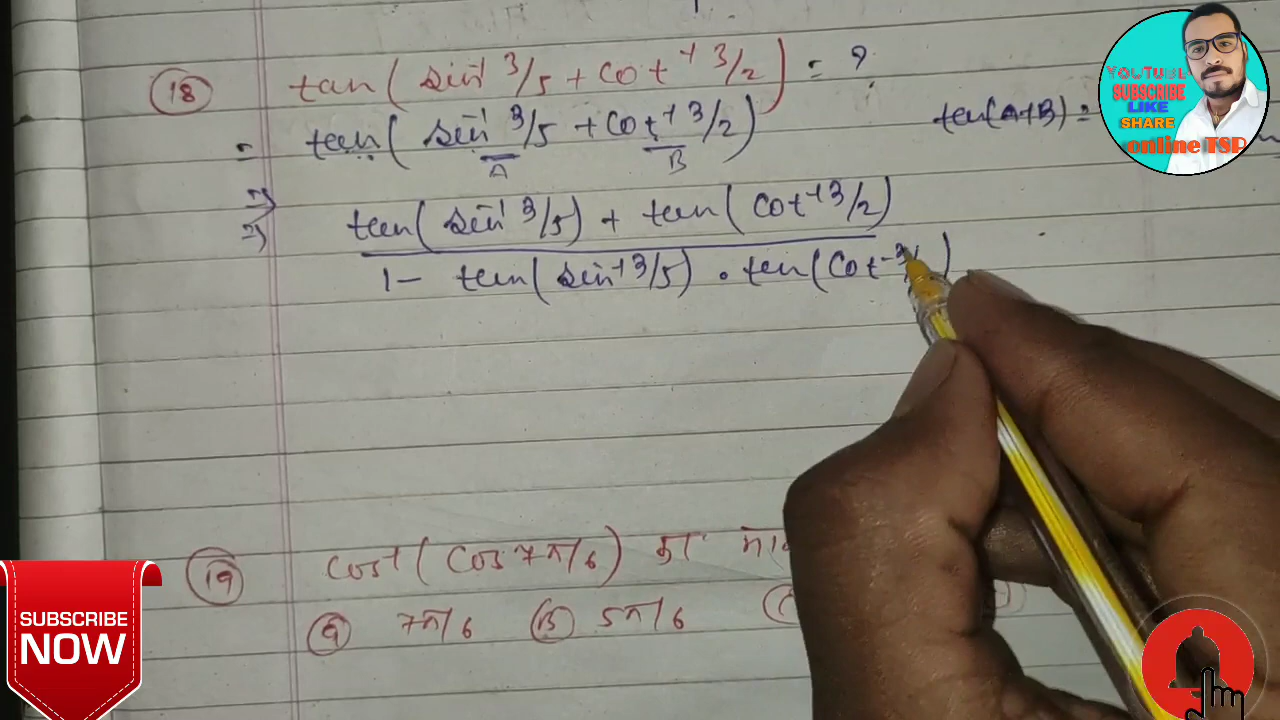 18 tan( sin⁻¹ 3/5 + cot⁻¹ 3/2 ) = ?
= tan( sin⁻¹ 3/5 + cot⁻¹ 3/2 )
A B
tan(A+B) =
⇒ tan( sin⁻¹ 3/5 ) + tan( cot⁻¹ 3/2 )
⇒ 1 - tan( sin⁻¹ 3/5 ) . tan( cot⁻
19 cos⁻¹ ( cos 7π/6 ) का
a 7π/6 B 5π/6
YOUTUBE
SUBSCRIBE
LIKE
SHARE
online TSP
SUBSCRIBE
NOW